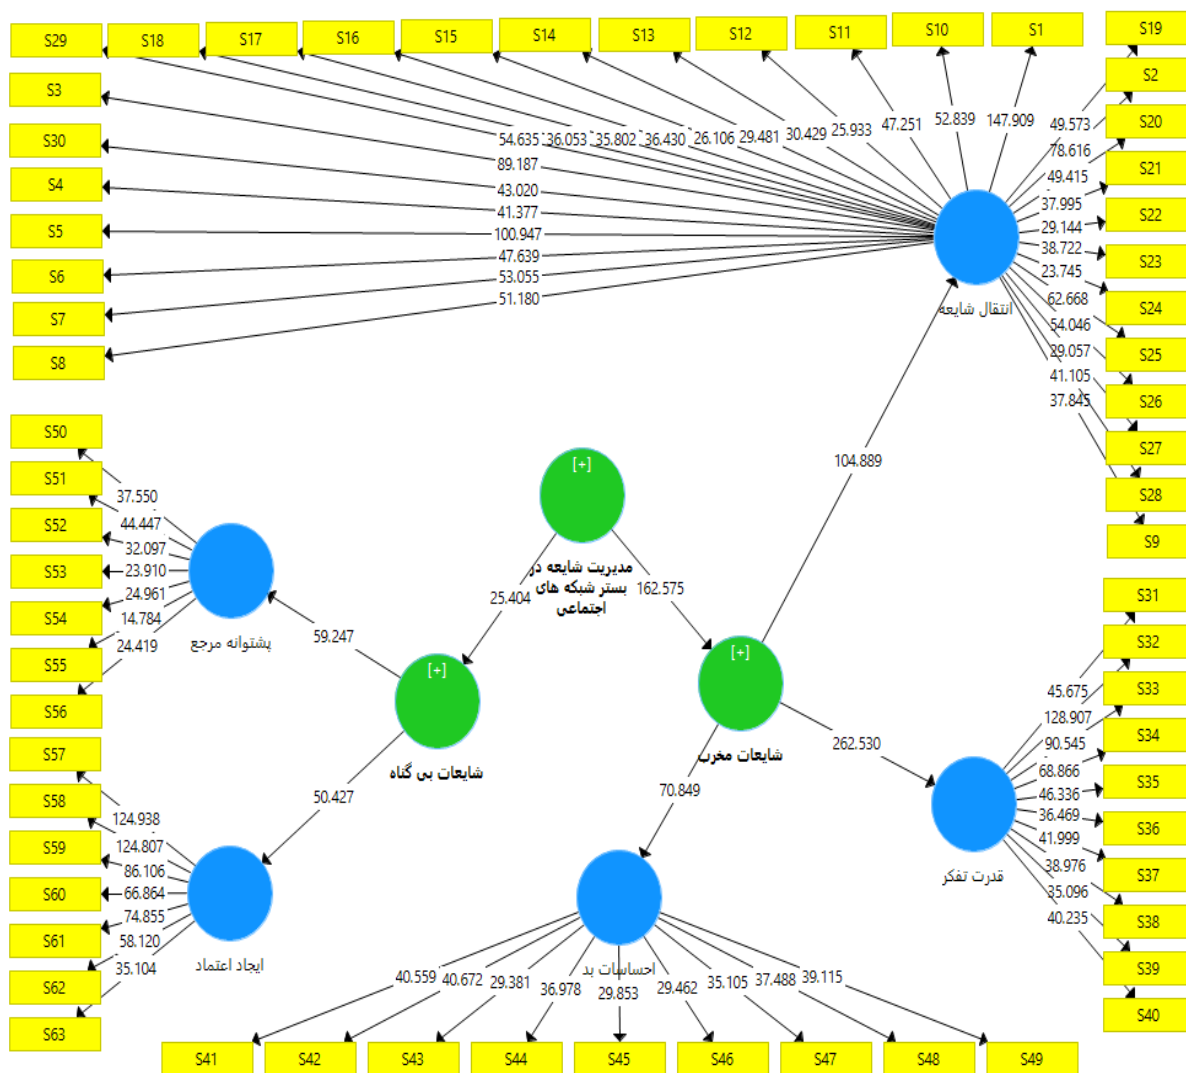 S29
S18
S17
S16
S15
S14
S13
S12
S11
S10
S1
S19
S3
S2
S30
S20
S4
S21
S5
S22
S6
S23
S7
S24
S8
S25
S26
S27
S28
S9
54.635
36.053
35.802
36.430
26.106
29.481
30.429
25.933
47.251
52.839
147.909
49.573
78.616
49.415
37.995
29.144
38.722
23.745
62.668
54.046
29.057
41.105
37.845
89.187
43.020
41.377
100.947
47.639
53.055
51.180
انتقال شایعه
104.889
[+]
مدیریت شایعه در
بستر شبکه های
اجتماعی
25.404
162.575
S50
S51
S52
S53
S54
S55
S56
37.550
44.447
32.097
23.910
24.961
14.784
24.419
پشتوانه مرجع
59.247
[+]
شایعات بی گناه
50.427
[+]
شایعات مخرب
262.530
70.849
S31
S32
S33
S34
S35
S36
S37
S38
S39
S40
45.675
128.907
90.545
68.866
46.336
36.469
41.999
38.976
35.096
40.235
قدرت تفکر
S57
S58
S59
S60
S61
S62
S63
124.938
124.807
86.106
66.864
74.855
58.120
35.104
ایجاد اعتماد
احساسات بد
40.559
40.672
29.381
36.978
29.853
29.462
35.105
37.488
39.115
S41
S42
S43
S44
S45
S46
S47
S48
S49